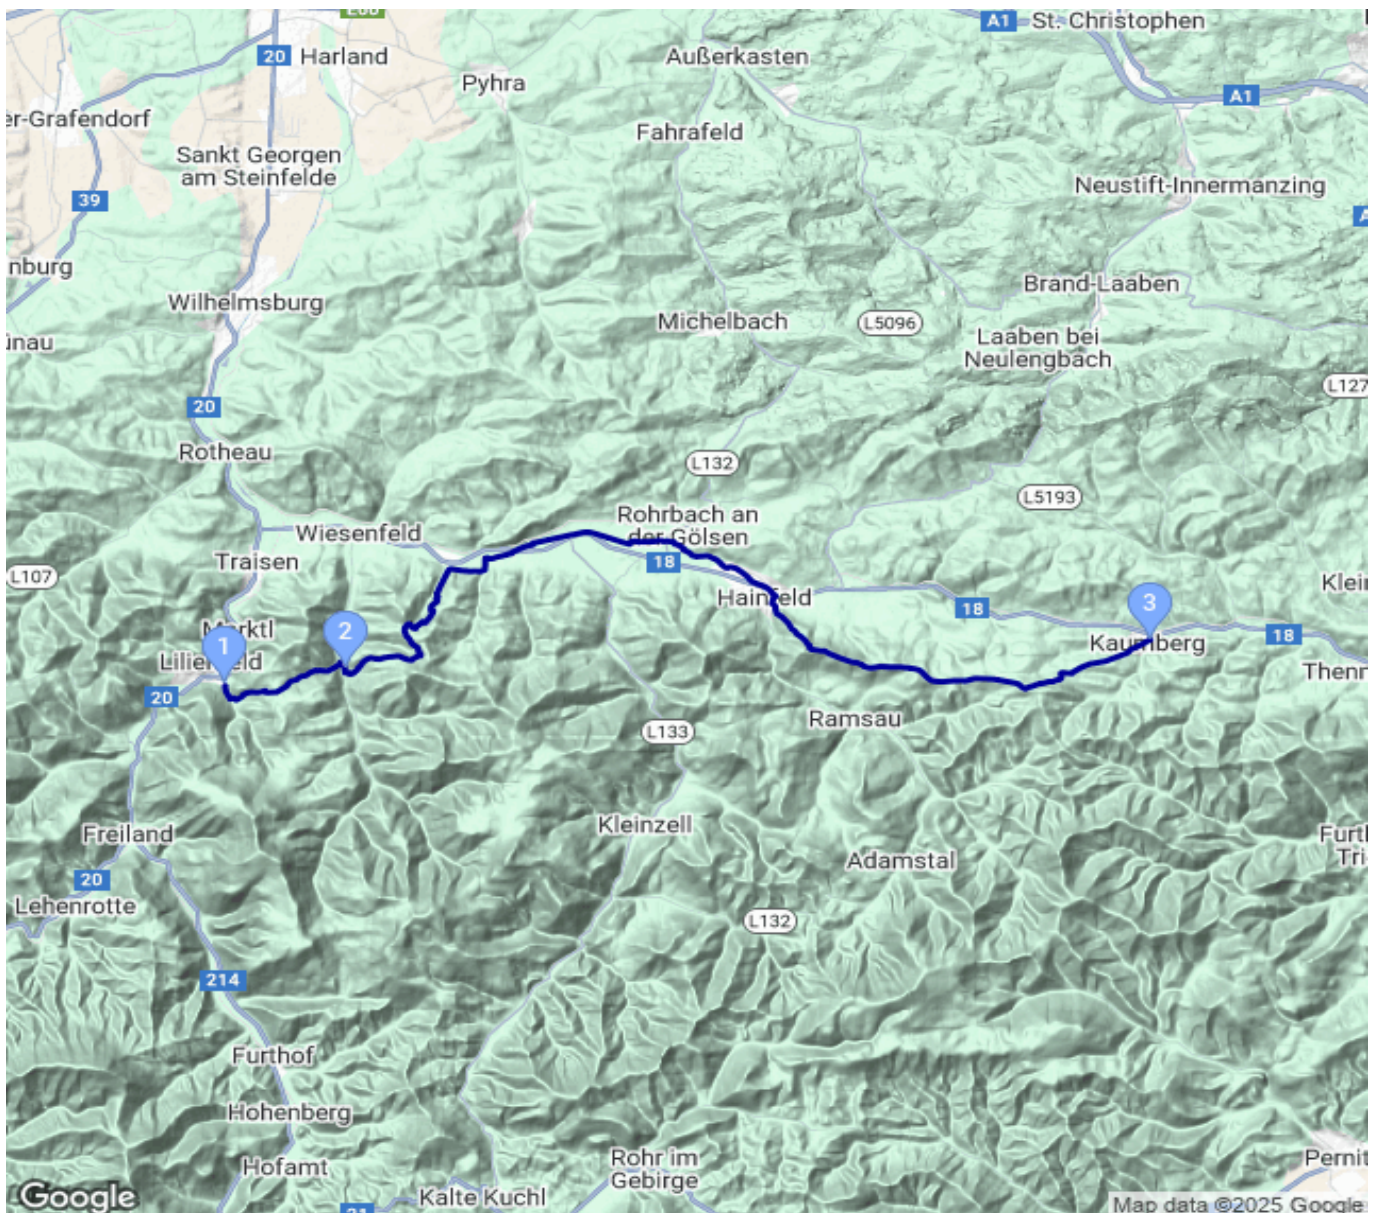 St. Christophen
A1
20
Harland
Außerkasten
Pyhra
A1
er-Grafendorf
Fahrafeld
Sankt Georgen
am Steinfelde
39
Neustift-Innermanzing
nburg
Brand-Laaben
Wilhelmsburg
Michelbach
L5096
Laaben bei
Neulengbach
ünau
L127
20
Rotheau
L132
L5193
Rohrbach an
der Gölsen
Wiesenfeld
Traisen
18
L107
Hainfeld
18
3
Klei
Marktl
2
1
18
Kaumberg
Lilienfeld
Thenn
20
Ramsau
L133
Freiland
Kleinzell
Furt
Tri-
Adamstal
20
Lehenrotte
L132
214
Furthof
Hohenberg
Hofamt
Rohr im
Gebirge
Pernit
Kalte Kuchl
Google
Map data ©2025 Google